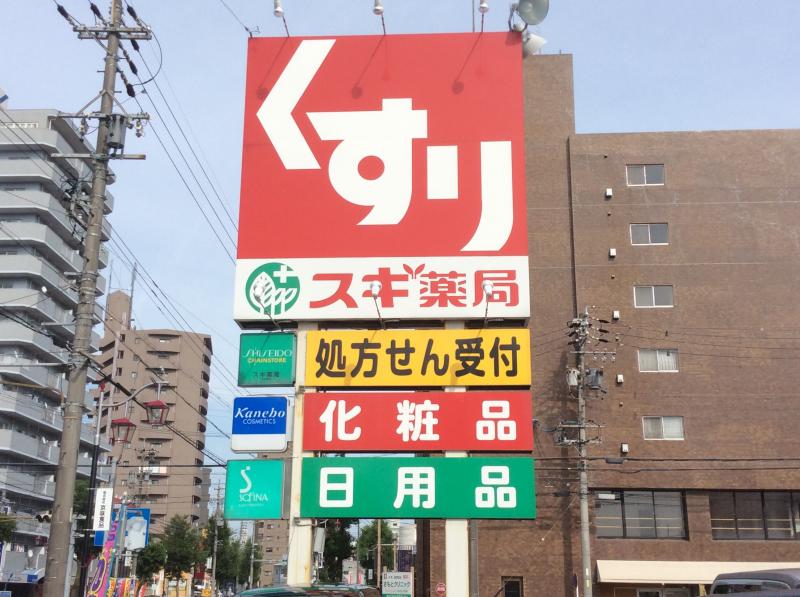 くすり
スギ薬局
SHISEIDO
CHAINSTORE
スギ薬局
処方せん受付
Kanebo
COSMETICS
化粧品
SOFINA
日用品